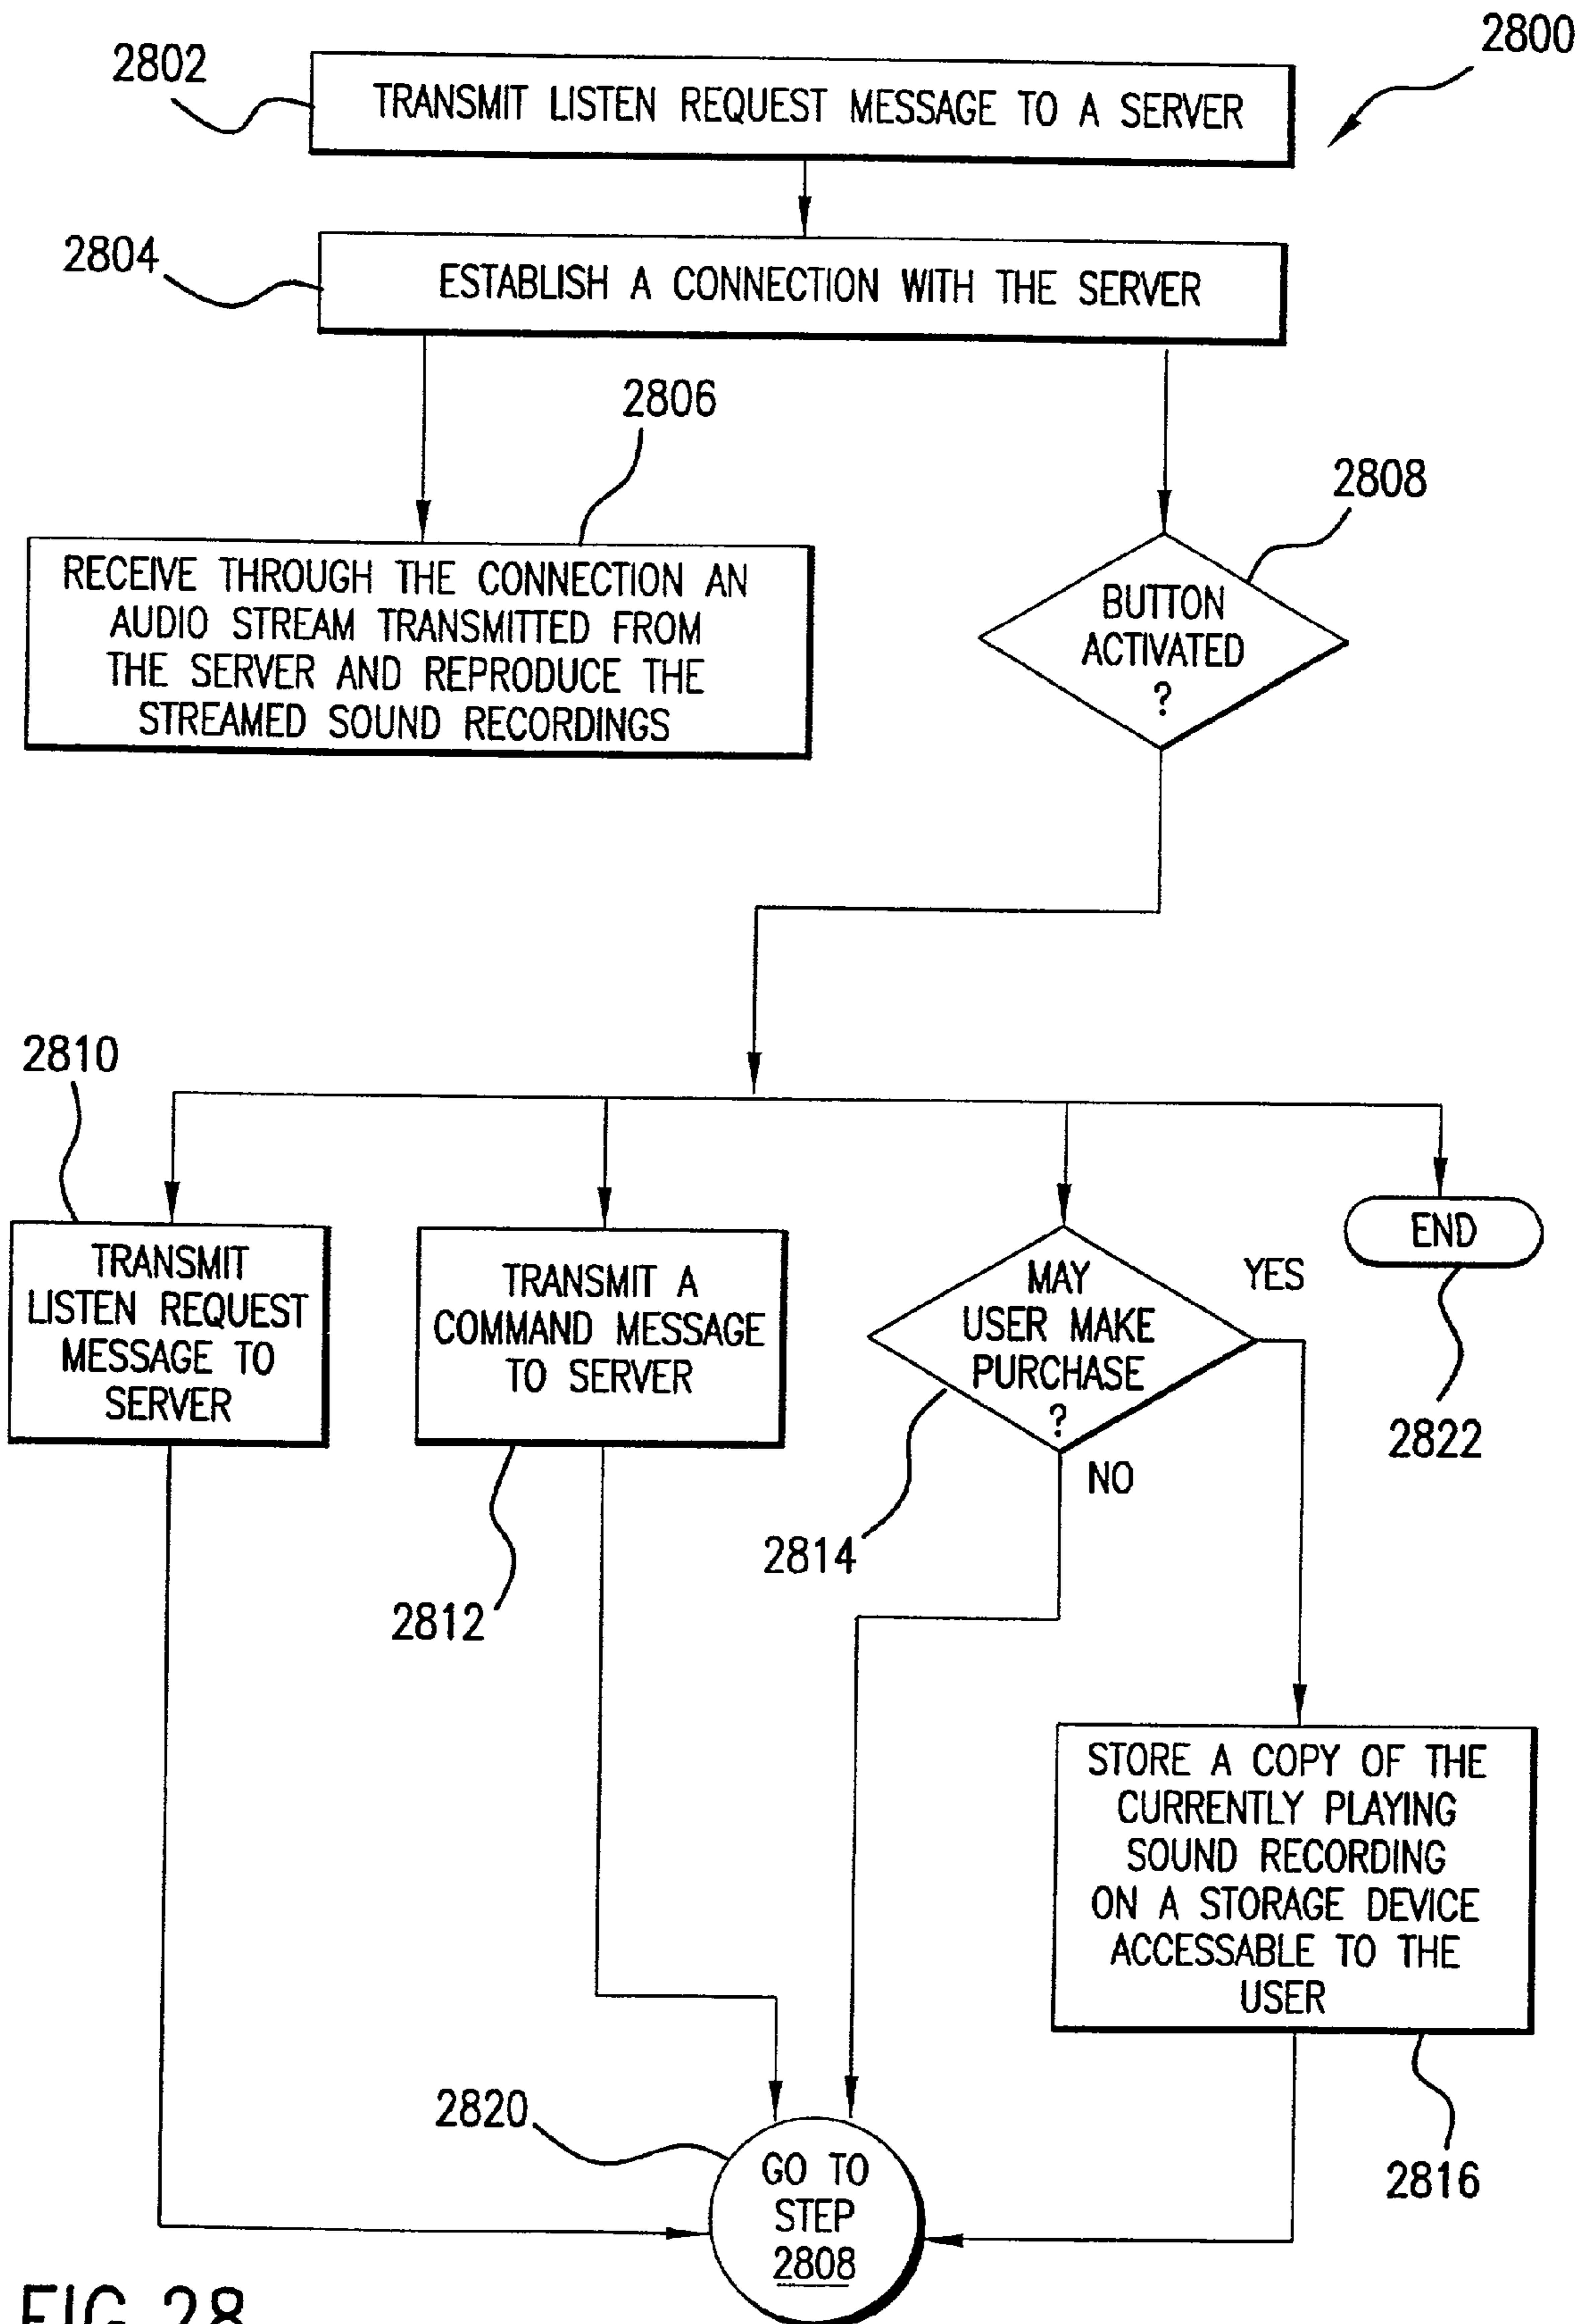 2800
2802
TRANSMIT LISTEN REQUEST MESSAGE TO A SERVER
2804
ESTABLISH A CONNECTION WITH THE SERVER
2806
RECEIVE THROUGH THE CONNECTION AN
AUDIO STREAM TRANSMITTED FROM
THE SERVER AND REPRODUCE THE
STREAMED SOUND RECORDINGS
2808
BUTTON
ACTIVATED
?
2810
TRANSMIT
LISTEN REQUEST
MESSAGE TO
SERVER
TRANSMIT A
COMMAND MESSAGE
TO SERVER
2812
MAY
USER MAKE
PURCHASE
?
YES
NO
2814
END
2822
STORE A COPY OF THE
CURRENTLY PLAYING
SOUND RECORDING
ON A STORAGE DEVICE
ACCESSABLE TO THE
USER
2816
2820
GO TO
STEP
2808
FIG.28